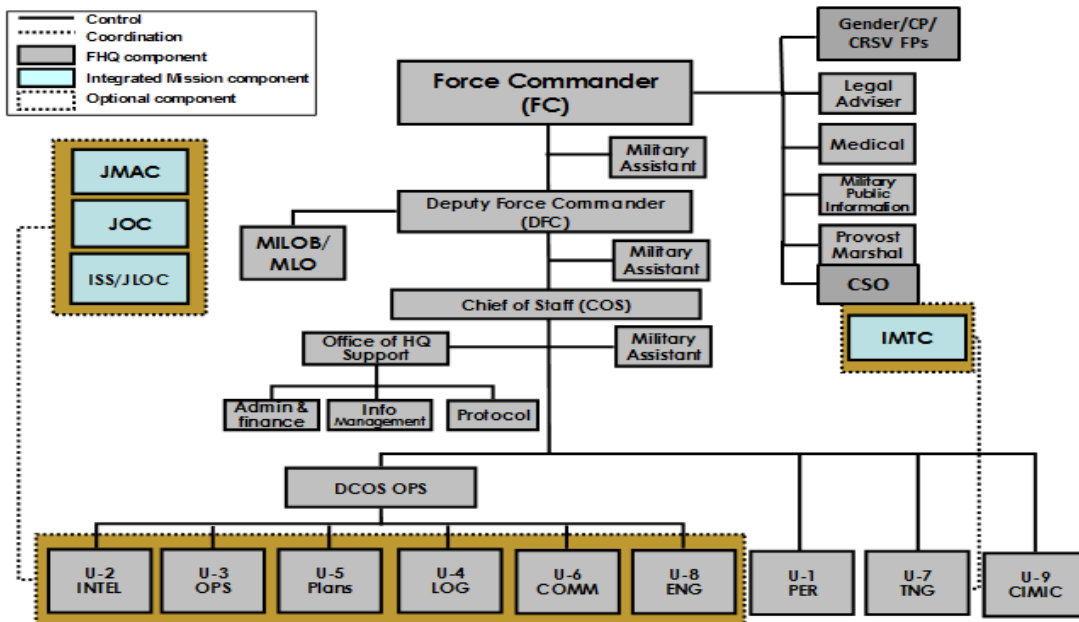 Control
Coordination
FHQ component
Integrated Mission component
Optional component
Gender/CP/
CRSV FPs
Force Commander
(FC)
Legal
Adviser
Military
Assistant
Medical
JMAC
Military
Public
Information
Deputy Force Commander
(DFC)
JOC
MILOB/
MLO
Provost
Marshal
Military
Assistant
ISS/JLOC
CSO
Chief of Staff (COS)
IMTC
Office of HQ
Support
Military
Assistant
Admin &
finance
Info
Management
Protocol
DCOS OPS
U-2
INTEL
U-3
OPS
U-5
Plans
U-4
LOG
U-6
COMM
U-8
ENG
U-1
PER
U-7
TNG
U-9
CIMIC